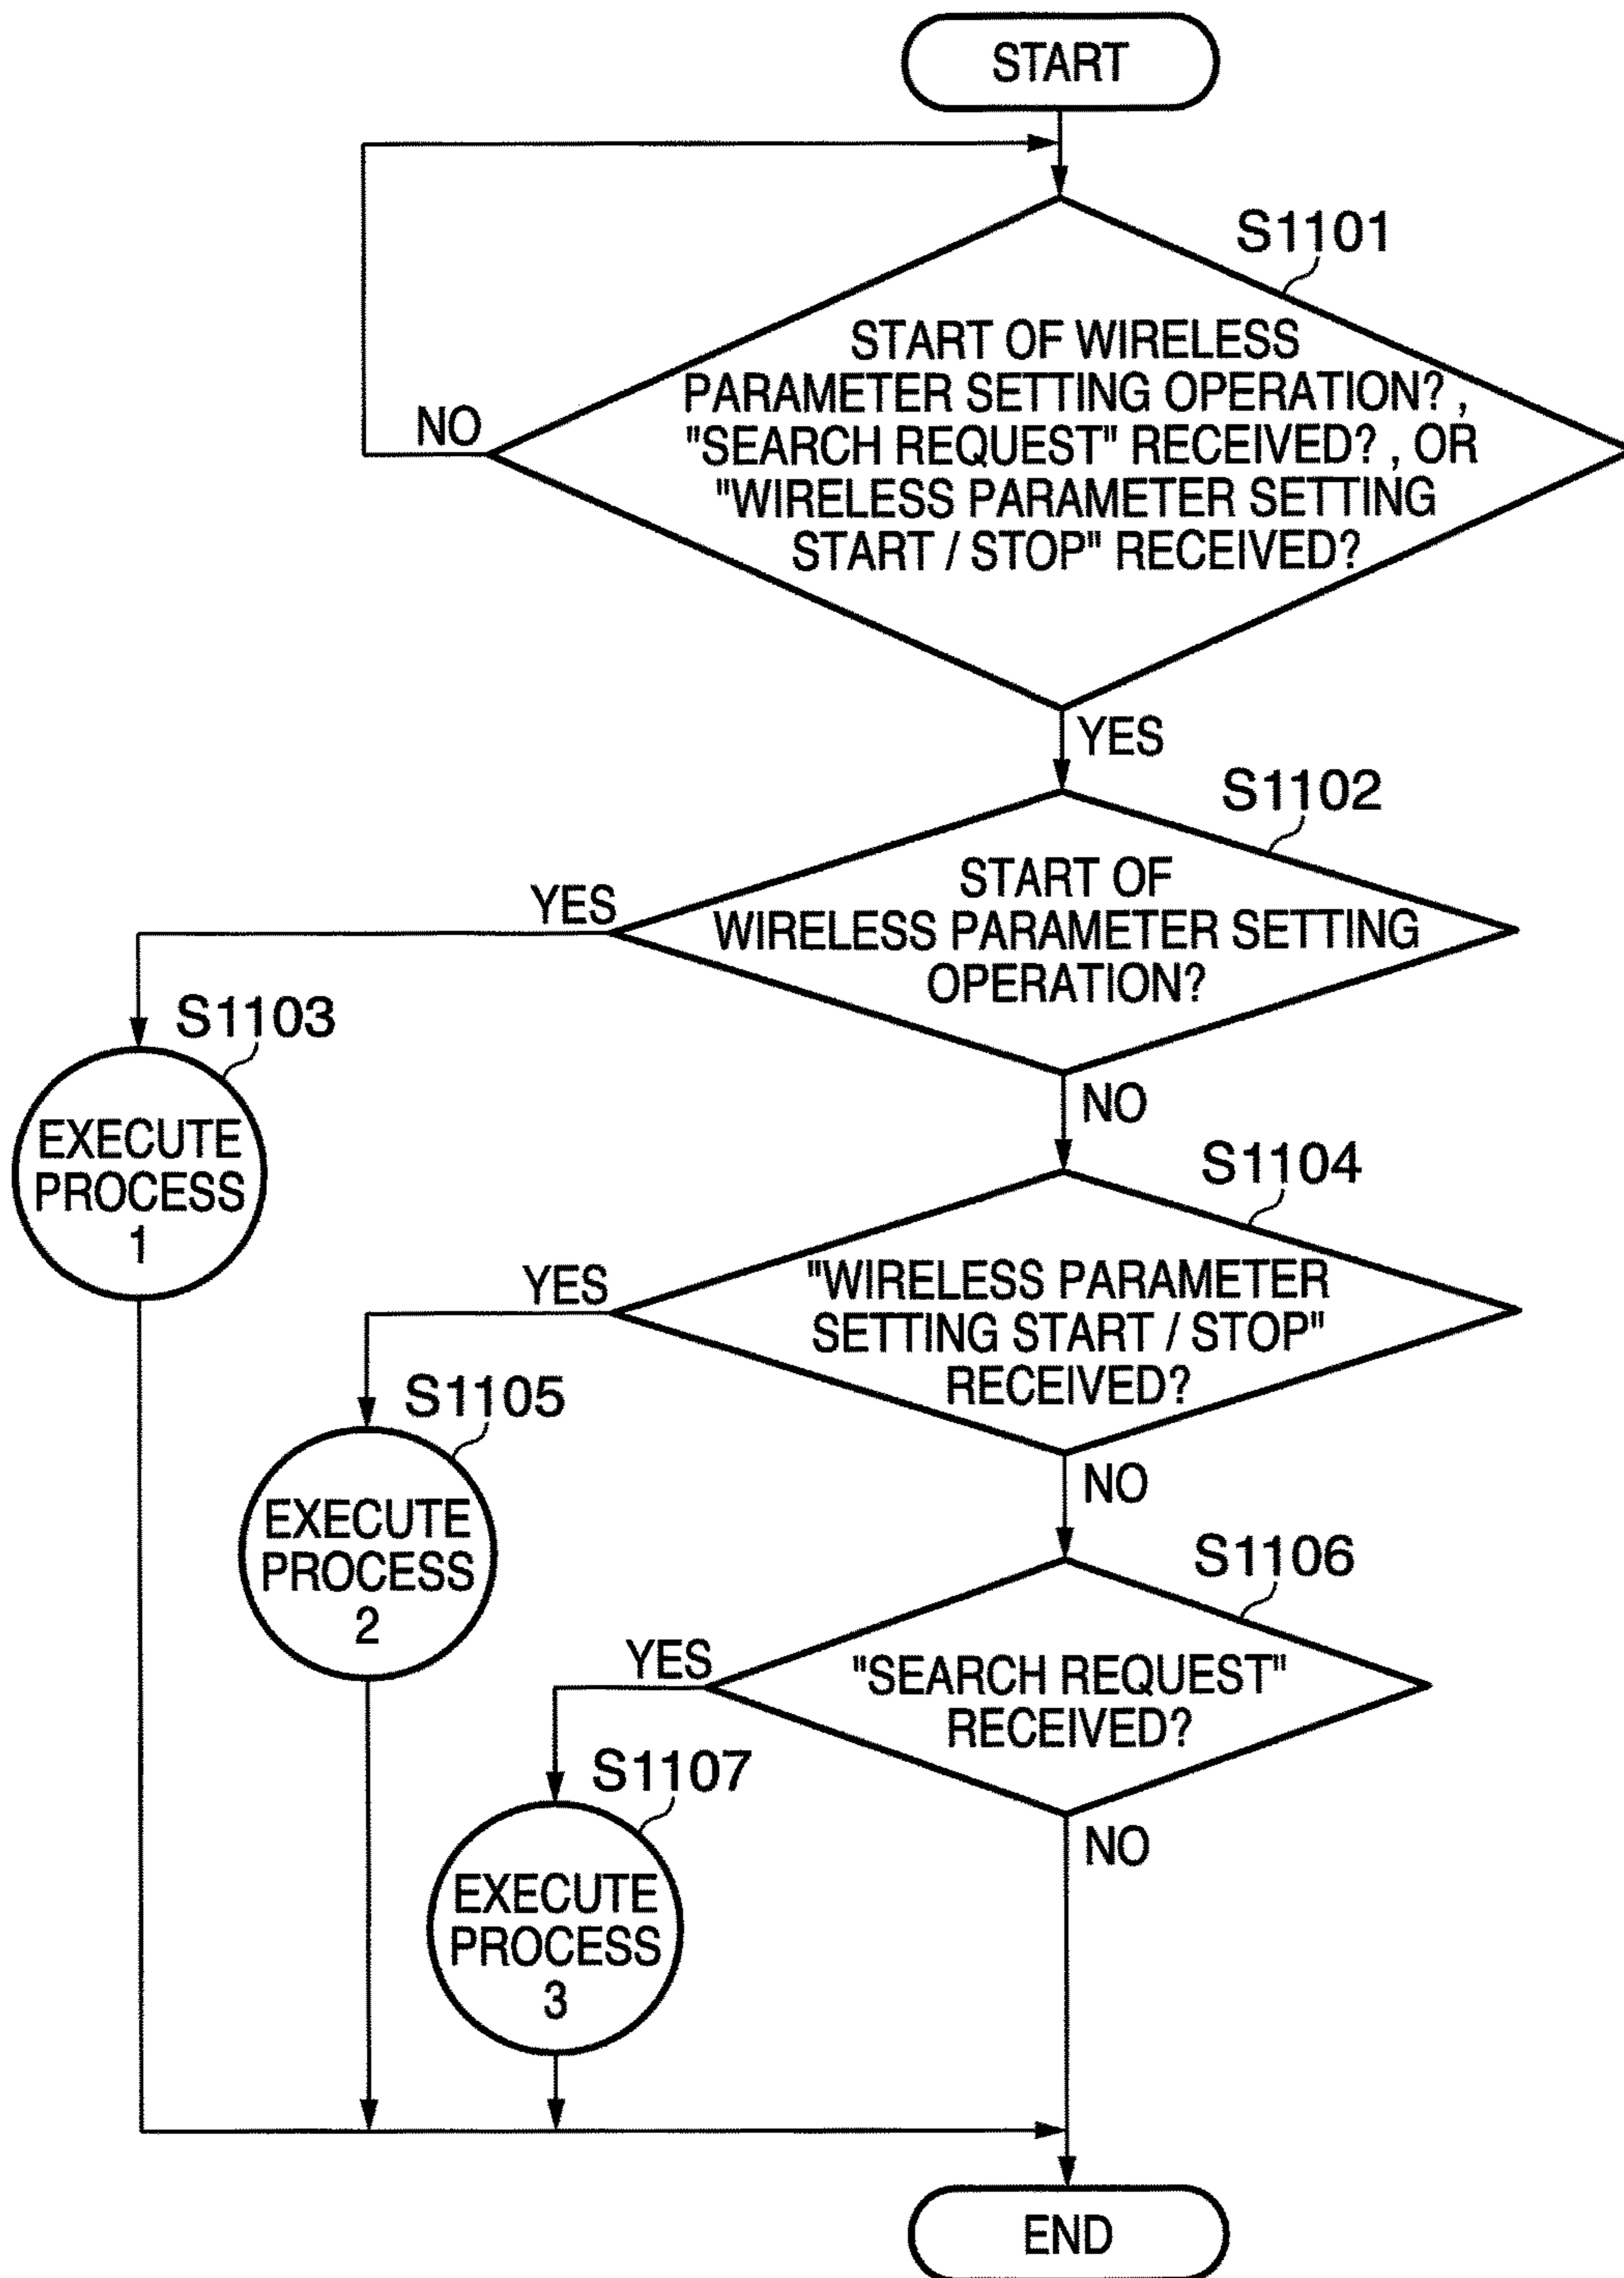 START
S1101
START OF WIRELESS
PARAMETER SETTING OPERATION? ,
"SEARCH REQUEST" RECEIVED? , OR
"WIRELESS PARAMETER SETTING
START / STOP" RECEIVED?
NO
YES
S1102
START OF
WIRELESS PARAMETER SETTING
OPERATION?
YES
NO
S1103
EXECUTE
PROCESS
1
S1104
"WIRELESS PARAMETER
SETTING START / STOP"
RECEIVED?
YES
NO
S1105
EXECUTE
PROCESS
2
S1106
"SEARCH REQUEST"
RECEIVED?
YES
NO
S1107
EXECUTE
PROCESS
3
END